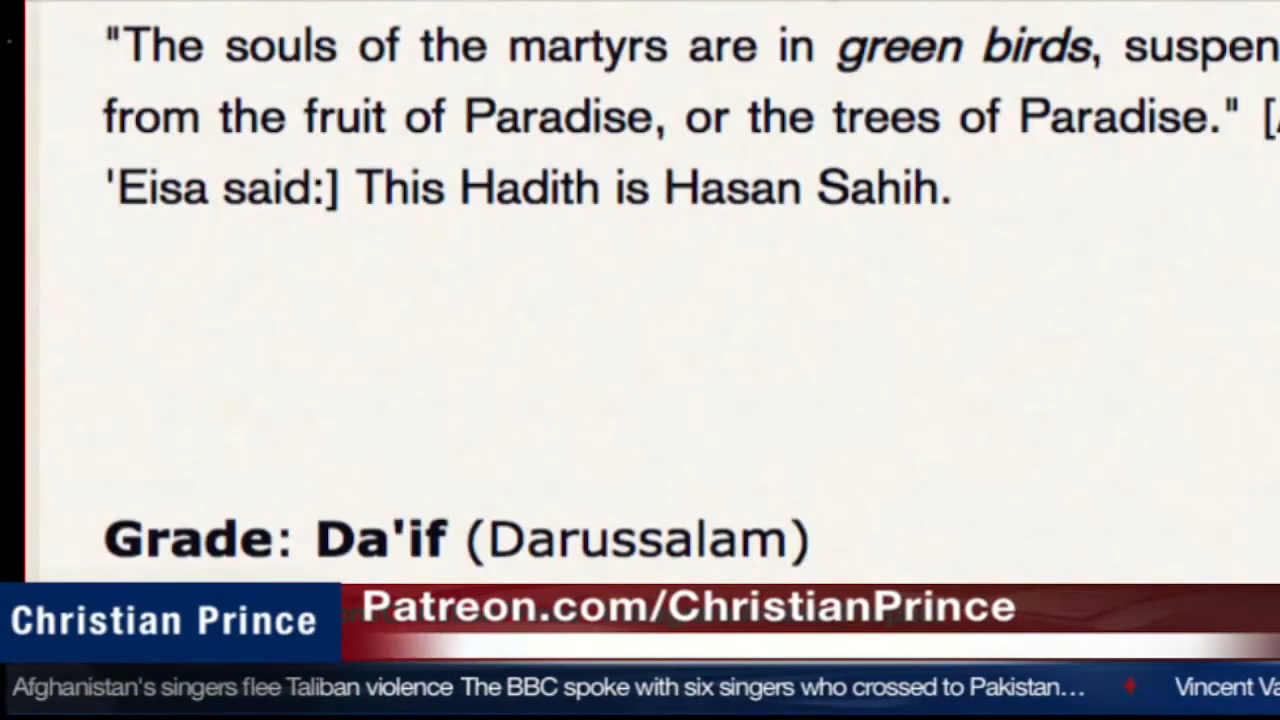 "The souls of the martyrs are in green birds, suspen
from the fruit of Paradise, or the trees of Paradise." [
'Eisa said:] This Hadith is Hasan Sahih.
Grade: Da'if (Darussalam)
Christian Prince
Patreon.com/ChristianPrince
Afghanistan's singers flee Taliban violence The BBC spoke with six singers who crossed to Pakistan... Vincent Va